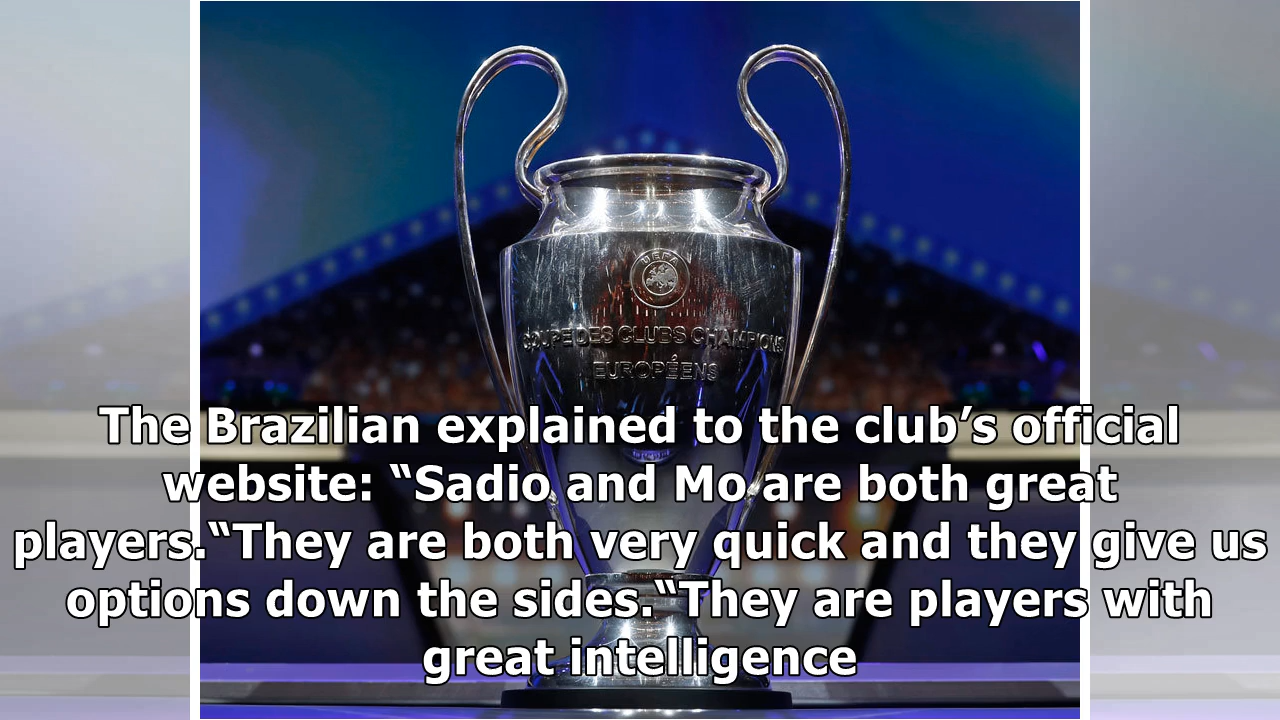 UEFA
COUPE DES CLUBS CHAMPIONS
EUROPÉENS
The Brazilian explained to the club’s official
website: “Sadio and Mo are both great
players.“They are both very quick and they give us
options down the sides.“They are players with
great intelligence